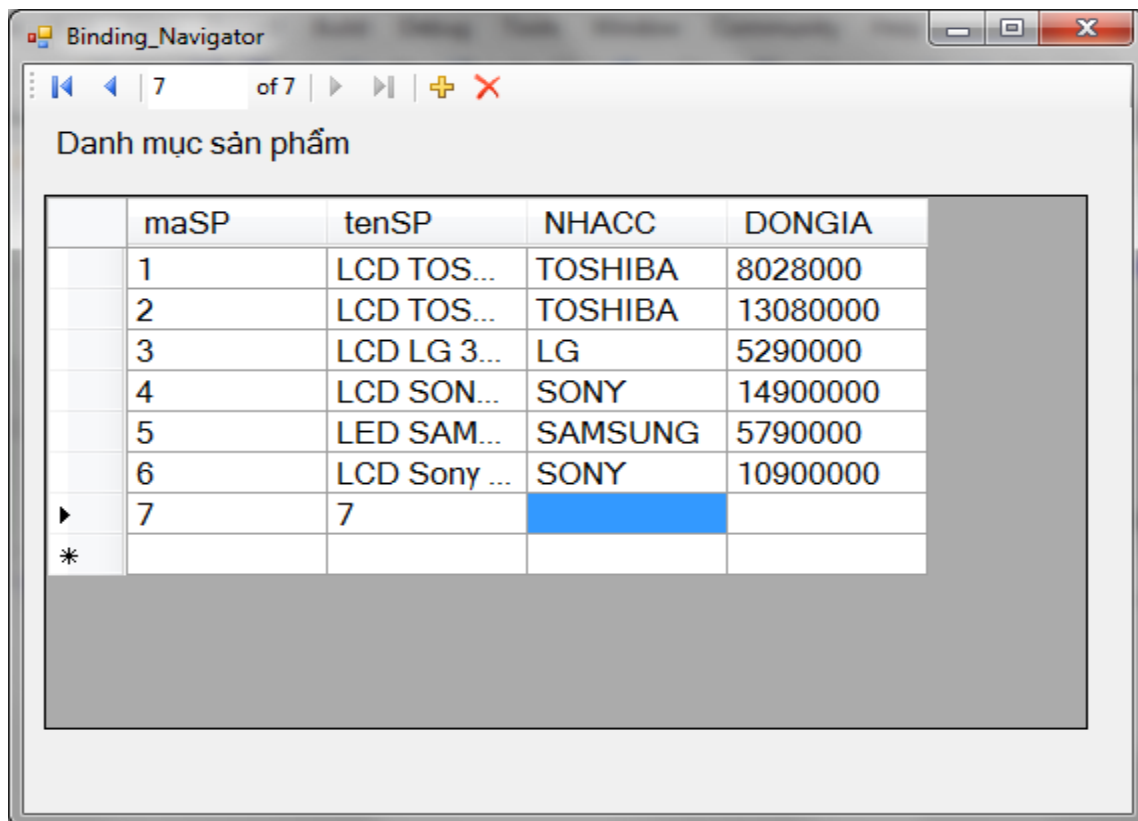 Binding_Navigator
7 of 7
Danh mục sản phẩm
maSP tenSP NHACC DONGIA
1 LCD TOS... TOSHIBA 8028000
2 LCD TOS... TOSHIBA 13080000
3 LCD LG 3... LG 5290000
4 LCD SON... SONY 14900000
5 LED SAM... SAMSUNG 5790000
6 LCD Sony ... SONY 10900000
7 7